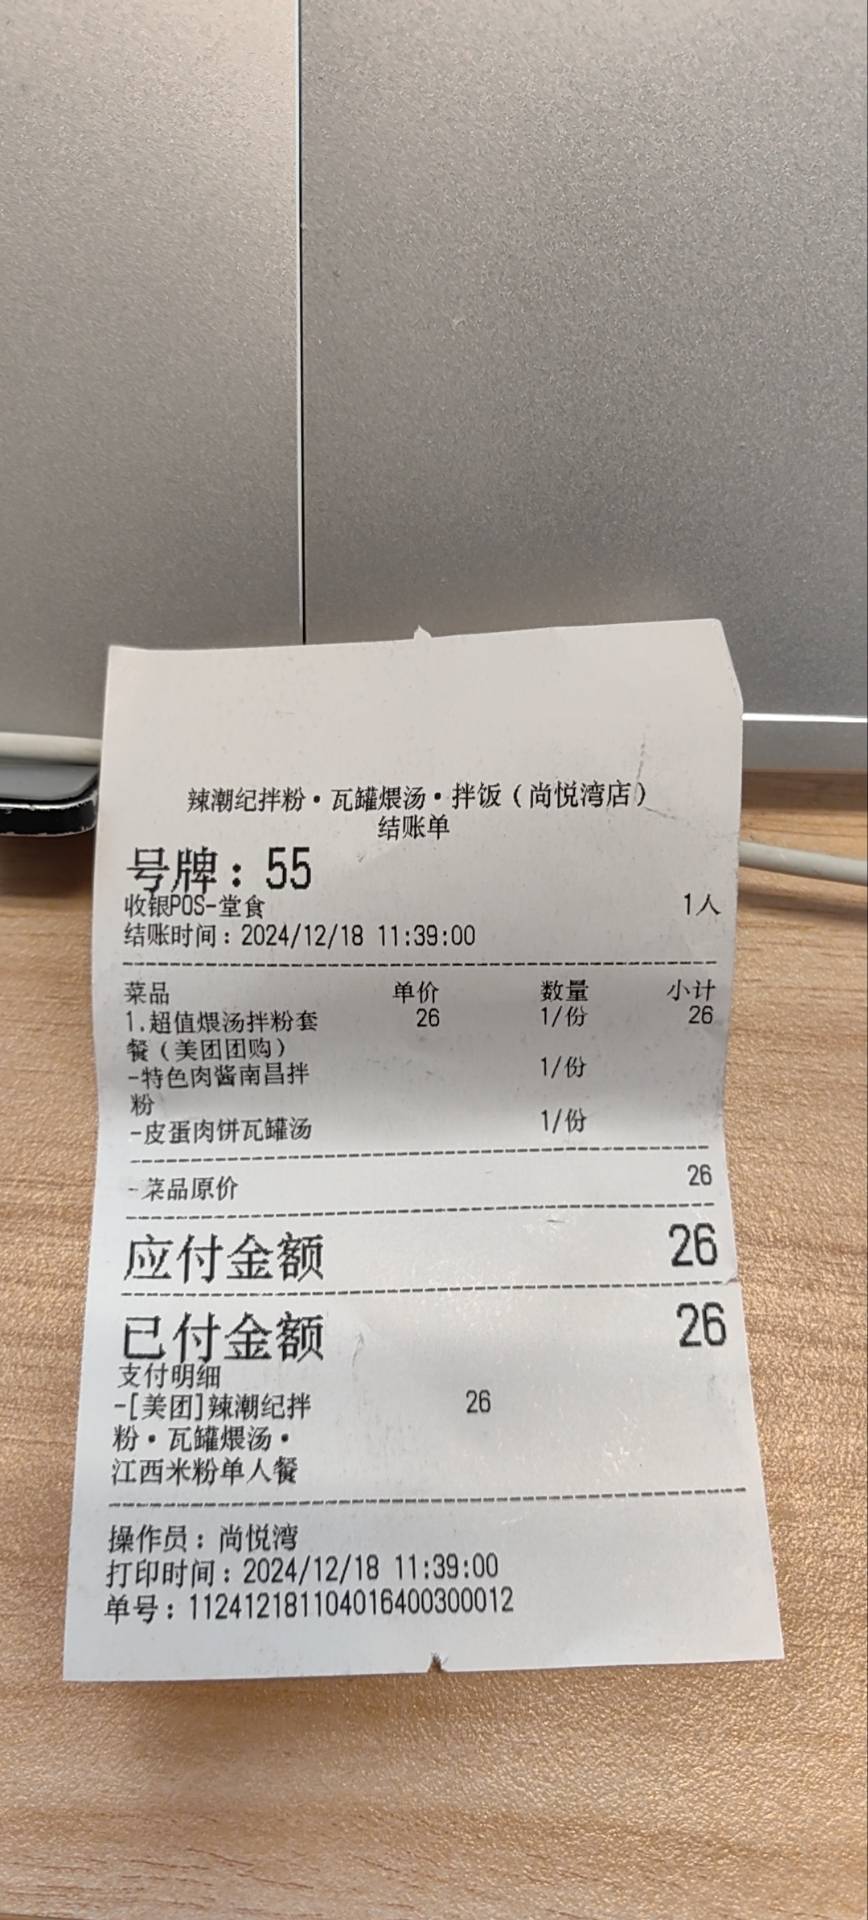 辣潮纪拌粉·瓦罐煨汤·拌饭（尚悦湾店）
结账单
号牌：55
收银POS-堂食 1人
结账时间：2024/12/18 11:39:00
菜品 单价 数量 小计
1.超值煨汤拌粉套 26 1/份 26
餐（美团团购）
-特色肉酱南昌拌 1/份
粉
-皮蛋肉饼瓦罐汤 1/份
-菜品原价 26
应付金额 26
已付金额 26
支付明细
-[美团]辣潮纪拌 26
粉·瓦罐煨汤·
江西米粉单人餐
操作员：尚悦湾
打印时间：2024/12/18 11:39:00
单号：112412181104016400300012